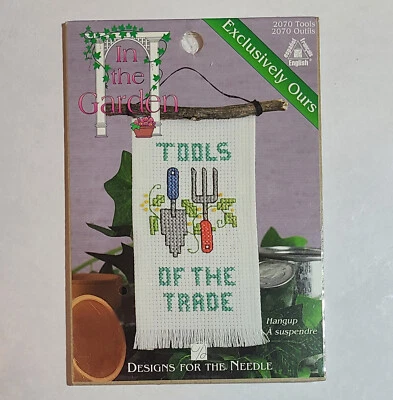 2070 Tools
2070 Outils
In
the
Garden
Exclusively Ours
English
TOOLS
OF THE
TRADE
Hangup
À suspendre
DESIGNS FOR THE NEEDLE